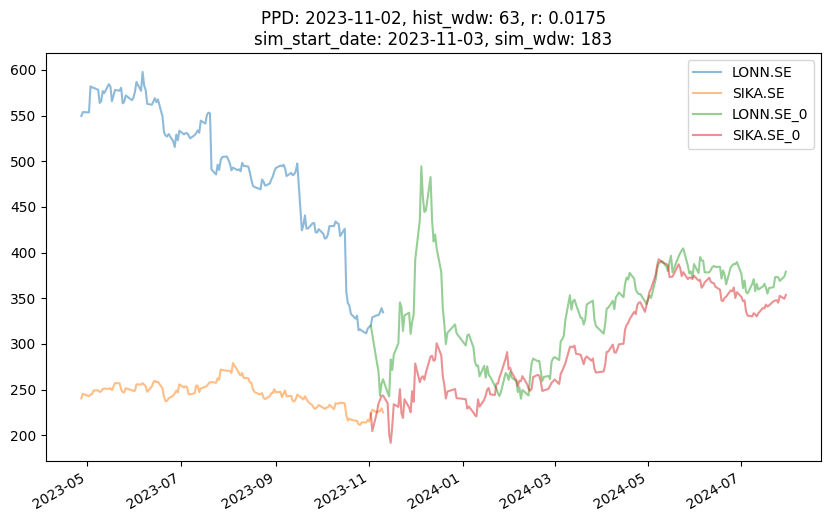 PPD: 2023-11-02, hist_wdw: 63, r: 0.0175
sim_start_date: 2023-11-03, sim_wdw: 183
LONN.SE
SIKA.SE
LONN.SE_0
SIKA.SE_0
600
550
500
450
400
350
300
250
200
2023-05
2023-07
2023-09
2023-11
2024-01
2024-03
2024-05
2024-07